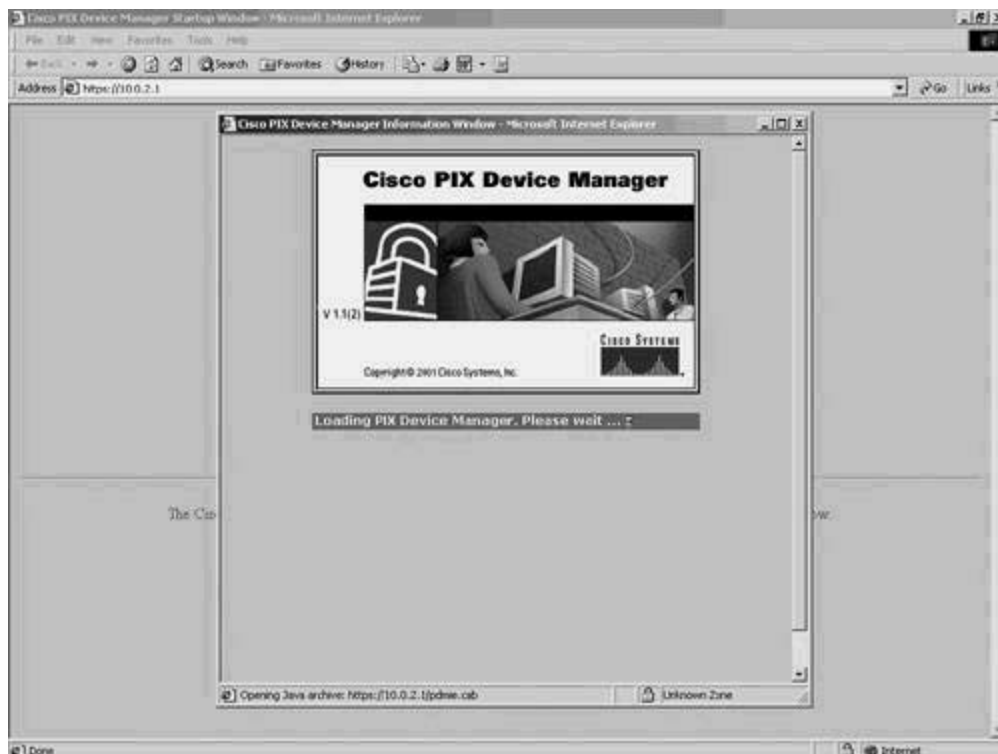 Cisco PIX Device Manager Startup Window - Microsoft Internet Explorer
File Edit View Favorites Tools Help
Back Search Favorites History
Address https://10.0.2.1 Go Links
Cisco PIX Device Manager Information Window - Microsoft Internet Explorer
Cisco PIX Device Manager
V 1.1(2)
CISCO SYSTEMS
Copyright © 2001 Cisco Systems, Inc.
Loading PIX Device Manager. Please wait ...
The Cis
ow.
Opening Java archive: https://10.0.2.1/pdmie.cab Unknown Zone
Done Internet